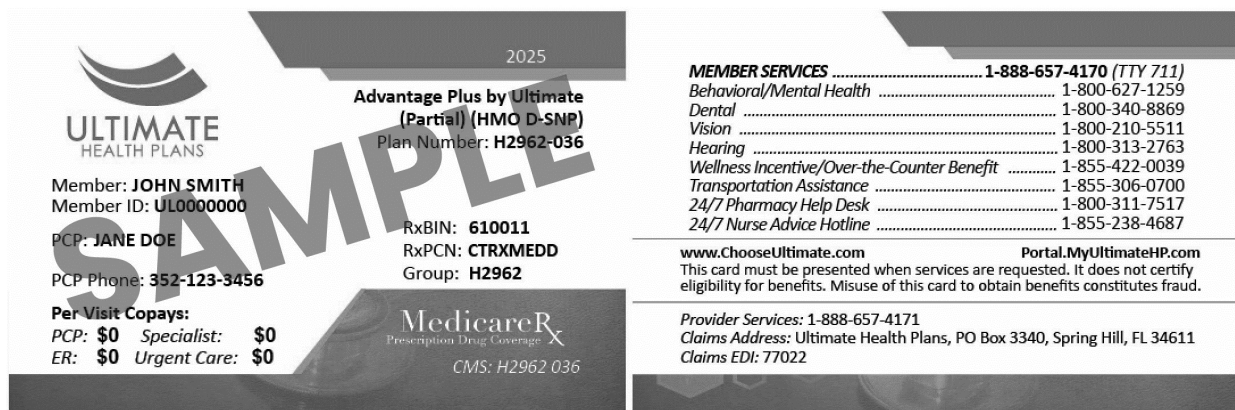 2025
ULTIMATE
HEALTH PLANS
Advantage Plus by Ultimate
(Partial) (HMO D-SNP)
Plan Number: H2962-036
SAMPLE
Member: JOHN SMITH
Member ID: UL0000000
PCP: JANE DOE
PCP Phone: 352-123-3456
RxBIN: 610011
RxPCN: CTRXMEDD
Group: H2962
Per Visit Copays:
PCP: $0 Specialist: $0
ER: $0 Urgent Care: $0
MedicareRx
Prescription Drug Coverage
CMS: H2962 036
MEMBER SERVICES ................................. 1-888-657-4170 (TTY 711)
Behavioral/Mental Health ....................................... 1-800-627-1259
Dental ..................................................................... 1-800-340-8869
Vision ...................................................................... 1-800-210-5511
Hearing .................................................................... 1-800-313-2763
Wellness Incentive/Over-the-Counter Benefit ........... 1-855-422-0039
Transportation Assistance ........................................ 1-855-306-0700
24/7 Pharmacy Help Desk ........................................ 1-800-311-7517
24/7 Nurse Advice Hotline ......................................... 1-855-238-4687
www.ChooseUltimate.com Portal.MyUltimateHP.com
This card must be presented when services are requested. It does not certify
eligibility for benefits. Misuse of this card to obtain benefits constitutes fraud.
Provider Services: 1-888-657-4171
Claims Address: Ultimate Health Plans, PO Box 3340, Spring Hill, FL 34611
Claims EDI: 77022